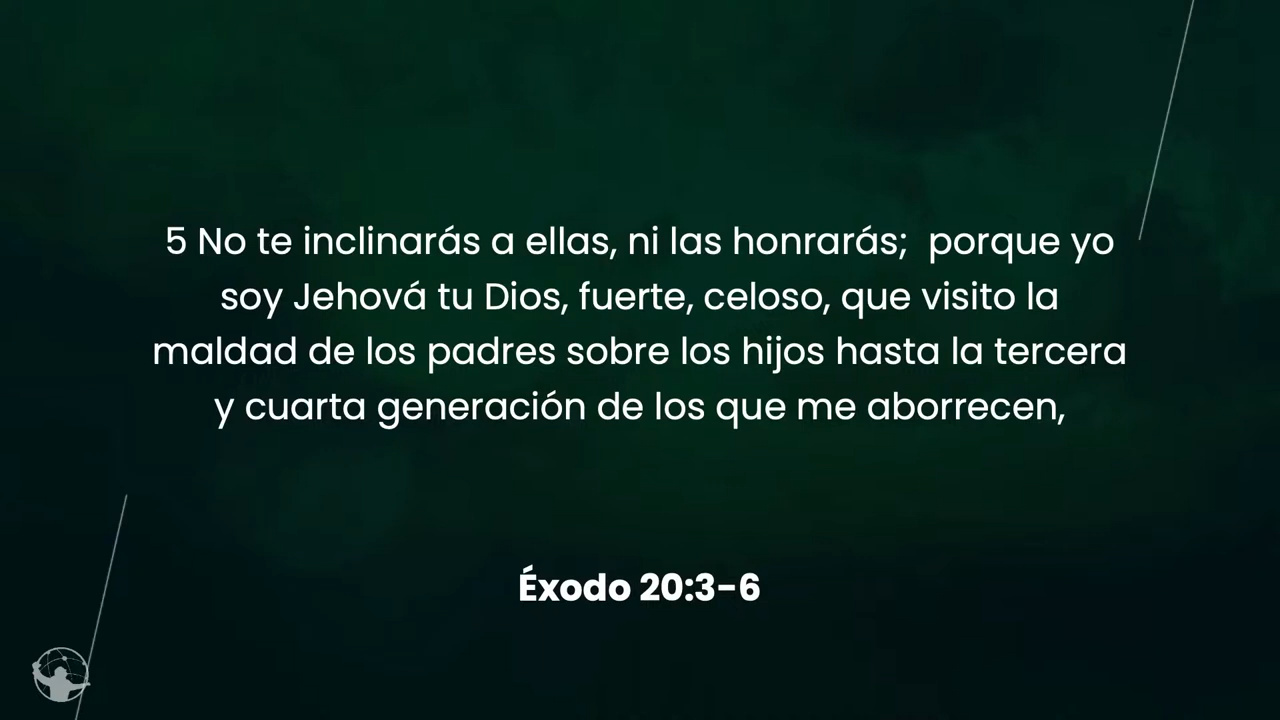 5 No te inclinarás a ellas, ni las honrarás;  porque yo
soy Jehová tu Dios, fuerte, celoso, que visito la
maldad de los padres sobre los hijos hasta la tercera
y cuarta generación de los que me aborrecen,
Éxodo 20:3-6